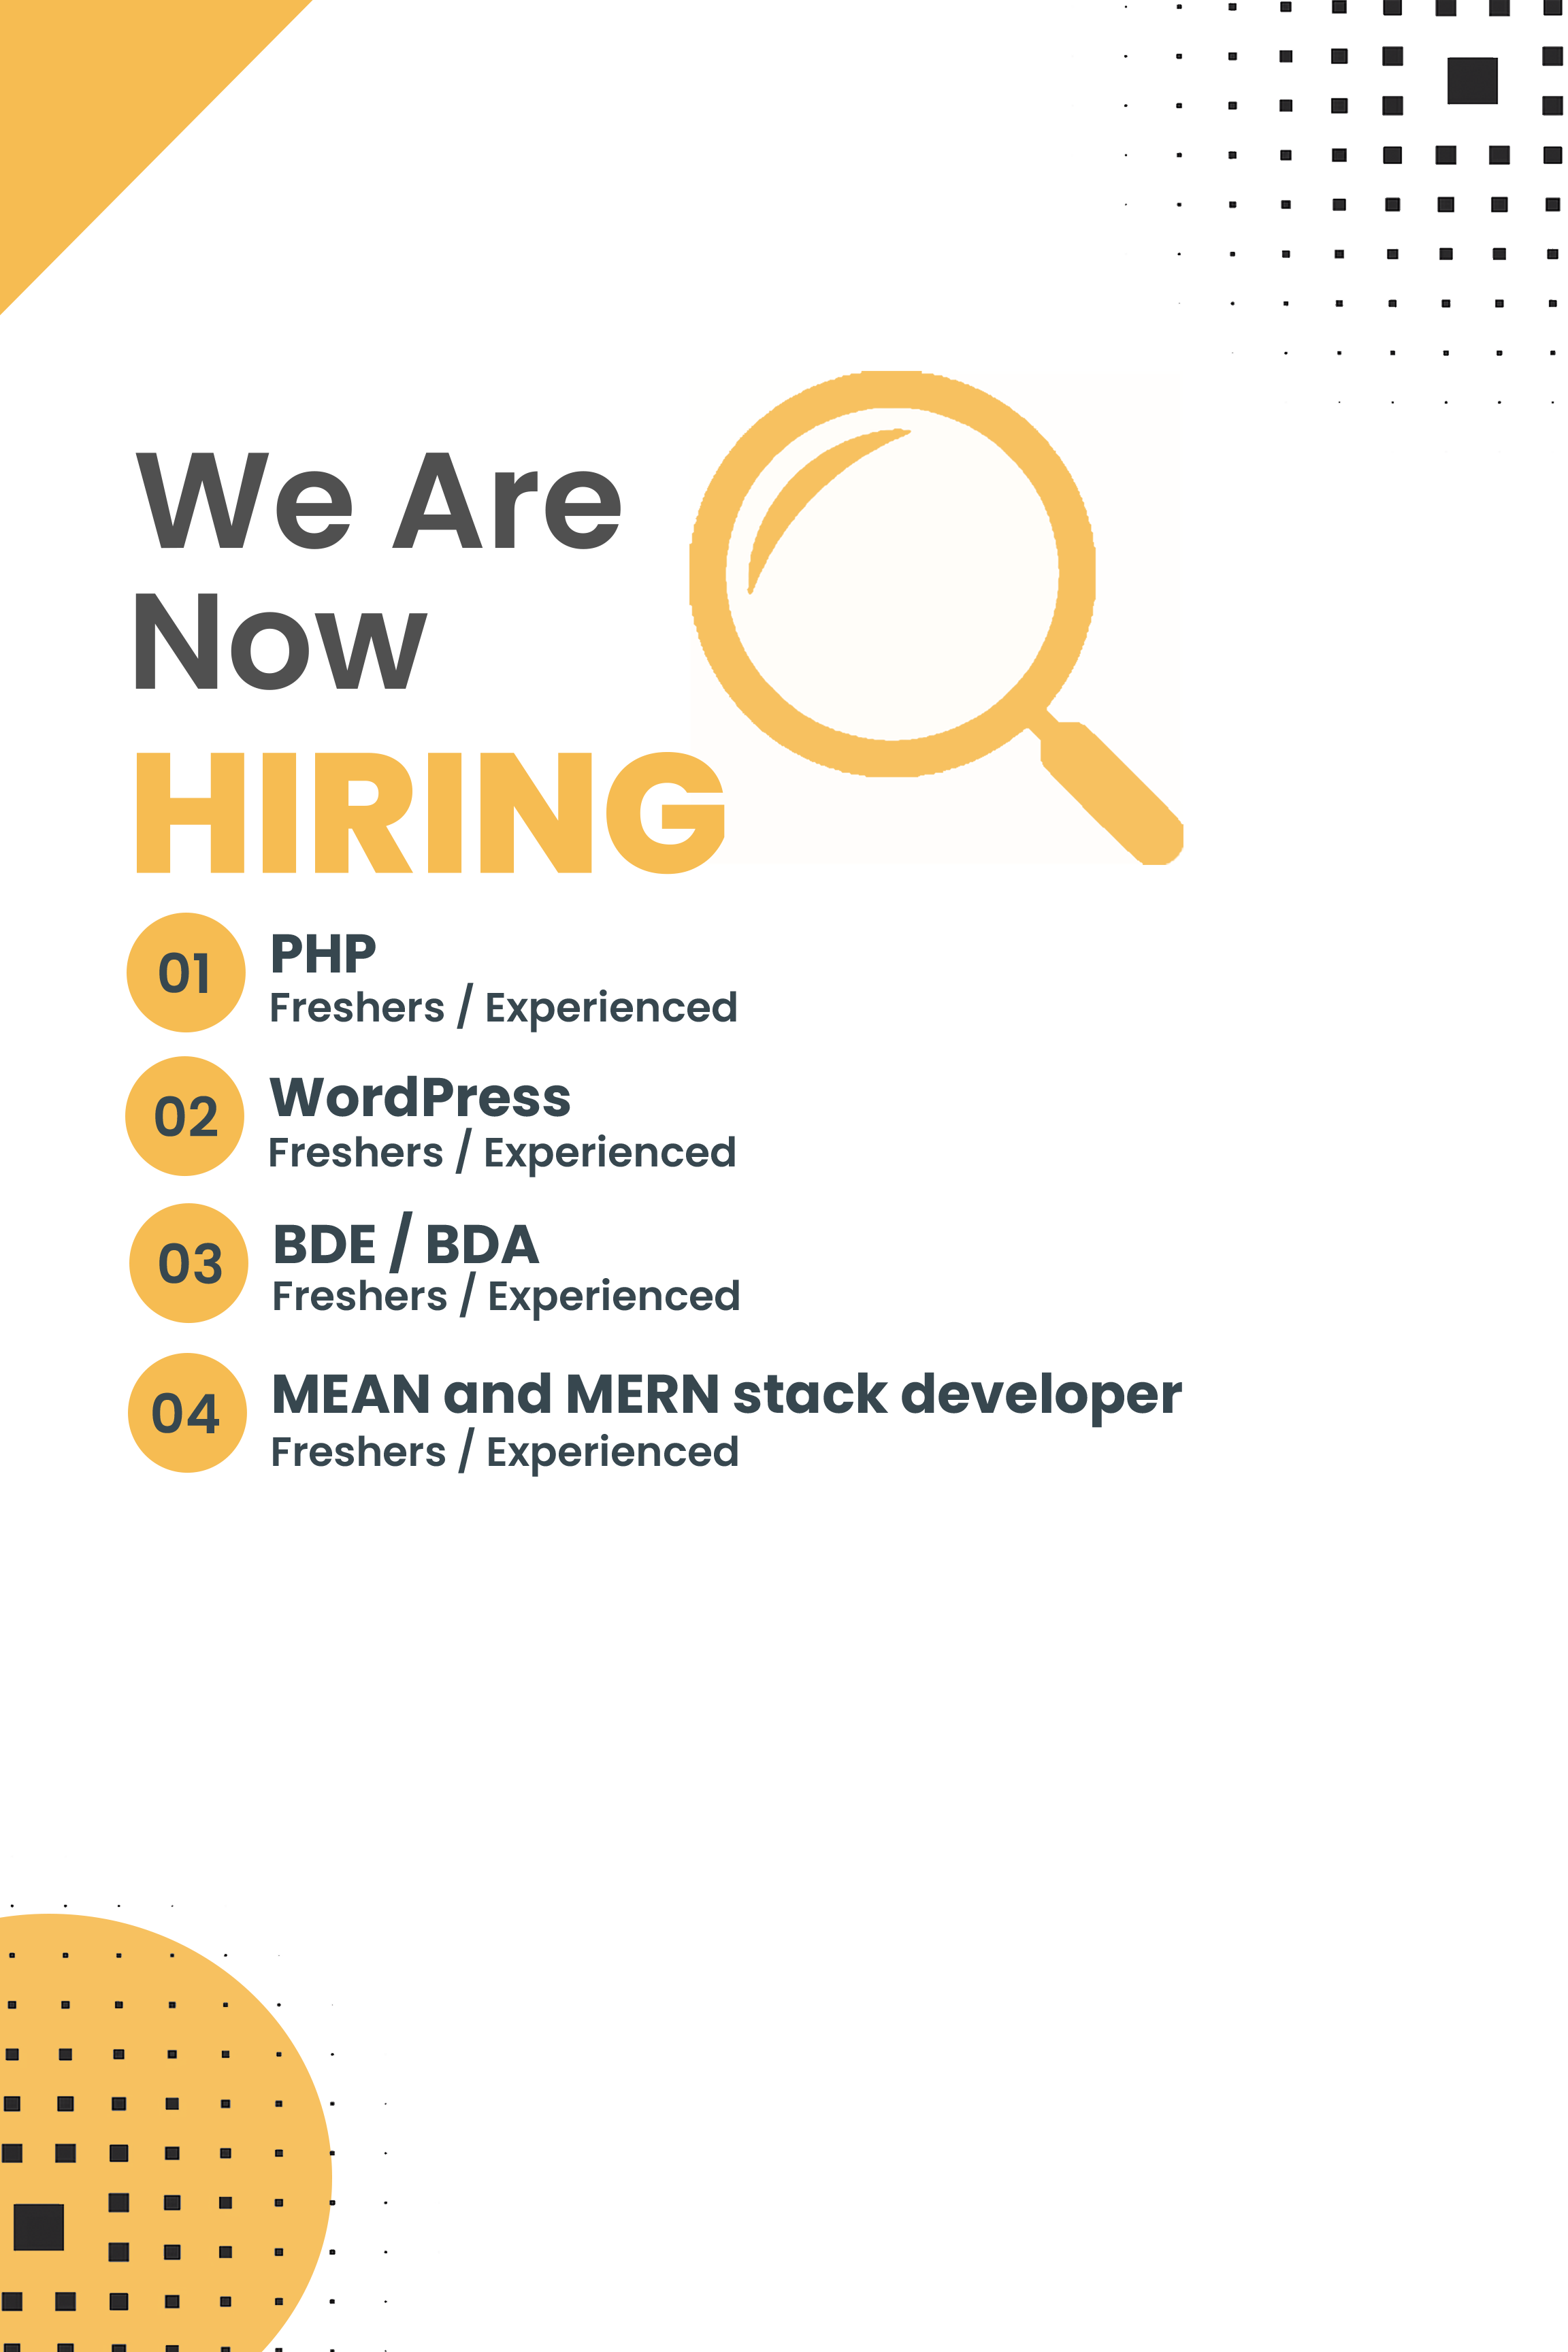 We Are
Now
HIRING
01
PHP
Freshers / Experienced
02
WordPress
Freshers / Experienced
03
BDE / BDA
Freshers / Experienced
04
MEAN and MERN stack developer
Freshers / Experienced